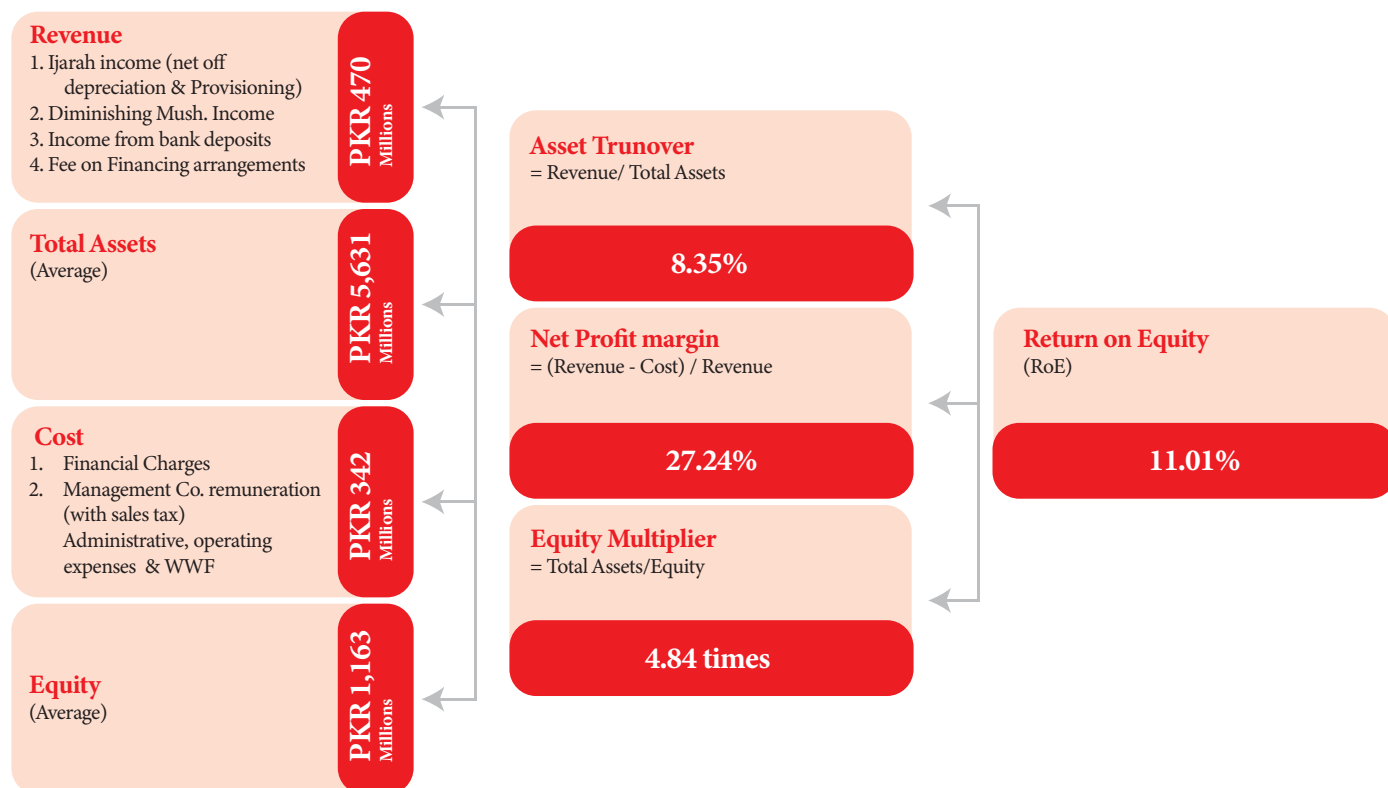 Revenue
1. Ijarah income (net off
depreciation & Provisioning)
2. Diminishing Mush. Income
3. Income from bank deposits
4. Fee on Financing arrangements
PKR 470
Millions
Total Assets
(Average)
PKR 5,631
Millions
Cost
1. Financial Charges
2. Management Co. remuneration
(with sales tax)
Administrative, operating
expenses & WWF
PKR 342
Millions
Equity
(Average)
PKR 1,163
Millions
Asset Trunover
= Revenue/ Total Assets
8.35%
Net Profit margin
= (Revenue - Cost) / Revenue
27.24%
Equity Multiplier
= Total Assets/Equity
4.84 times
Return on Equity
(RoE)
11.01%